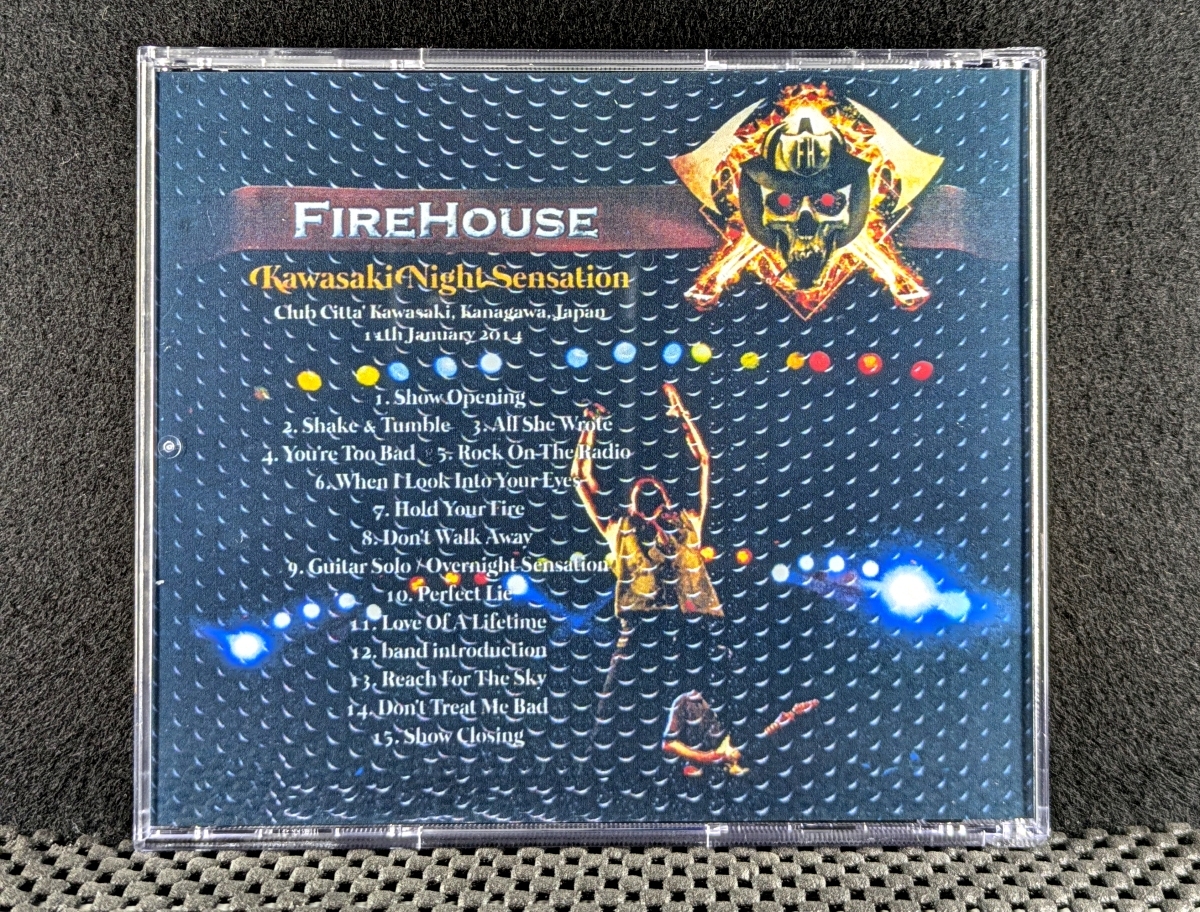 FH
FIREHOUSE
Kawasaki Night Sensation
Club Citta' Kawasaki, Kanagawa, Japan
11th January 2014
1. Show Opening
2. Shake & Tumble 3. All She Wrote
4. You're Too Bad 5. Rock On The Radio
6. When I Look Into Your Eyes
7. Hold Your Fire
8. Don't Walk Away
9. Guitar Solo / Overnight Sensation
10. Perfect Lie
11. Love Of A Lifetime
12. band introduction
13. Reach For The Sky
14. Don't Treat Me Bad
15. Show Closing